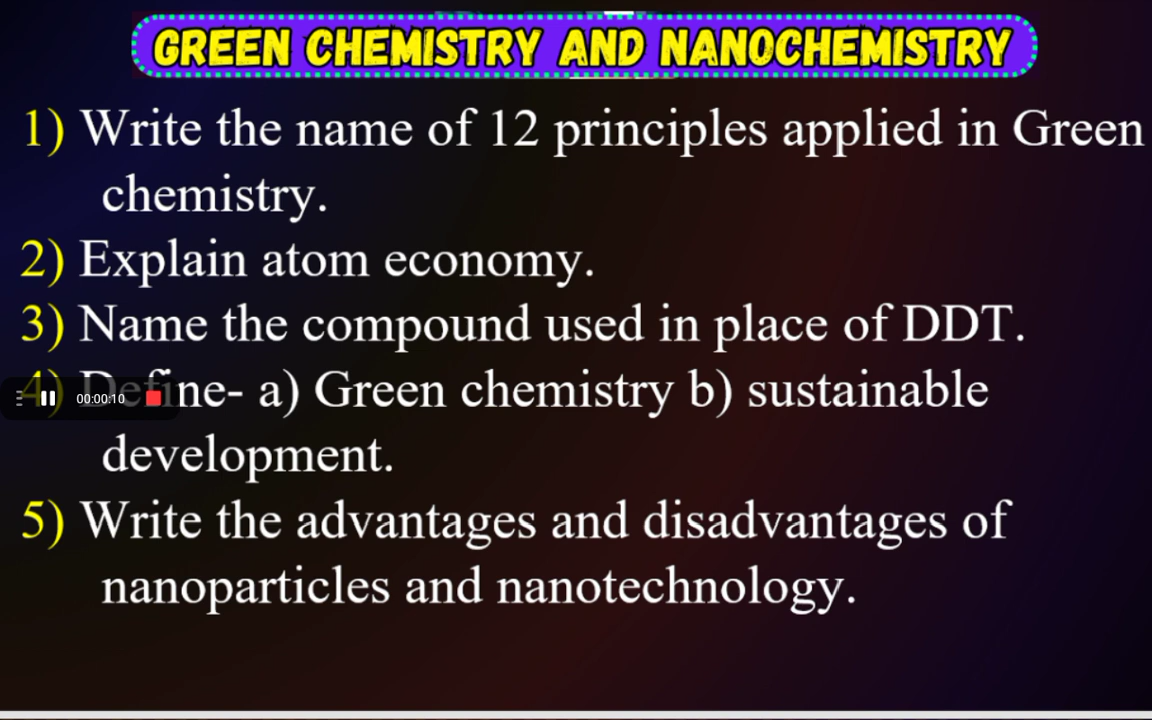 GREEN CHEMISTRY AND NANOCHEMISTRY
1) Write the name of 12 principles applied in Green
chemistry.
2) Explain atom economy.
3) Name the compound used in place of DDT.
4) Define- a) Green chemistry b) sustainable
00:00:10
development.
5) Write the advantages and disadvantages of
nanoparticles and nanotechnology.